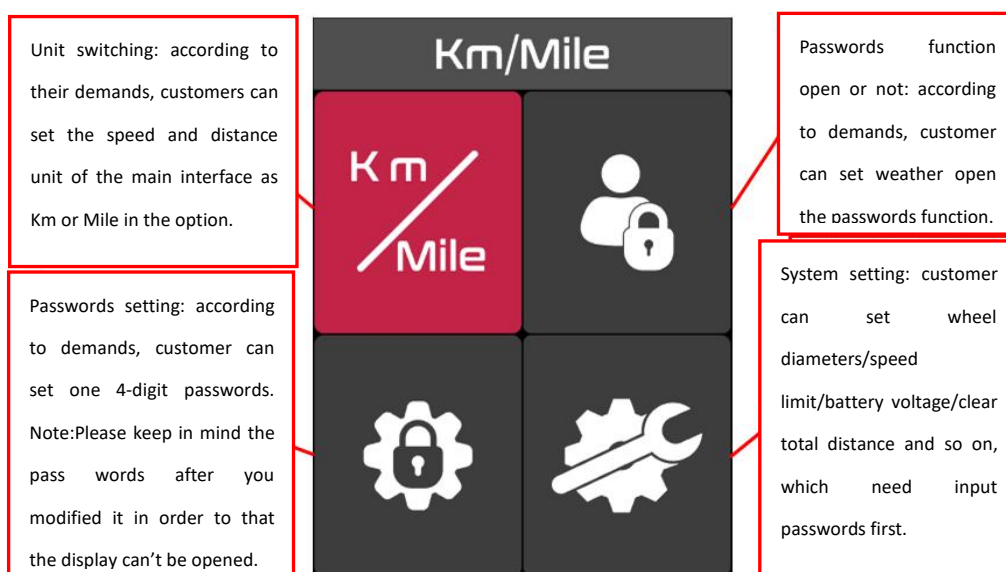 Unit switching: according to
their demands, customers can
set the speed and distance
unit of the main interface as
Km or Mile in the option.
Km/Mile
Km
Mile
Passwords function
open or not: according
to demands, customer
can set weather open
the passwords function.
Passwords setting: according
to demands, customer can
set one 4-digit passwords.
Note:Please keep in mind the
pass words after you
modified it in order to that
the display can’t be opened.
System setting: customer
can set wheel
diameters/speed
limit/battery voltage/clear
total distance and so on,
which need input
passwords first.